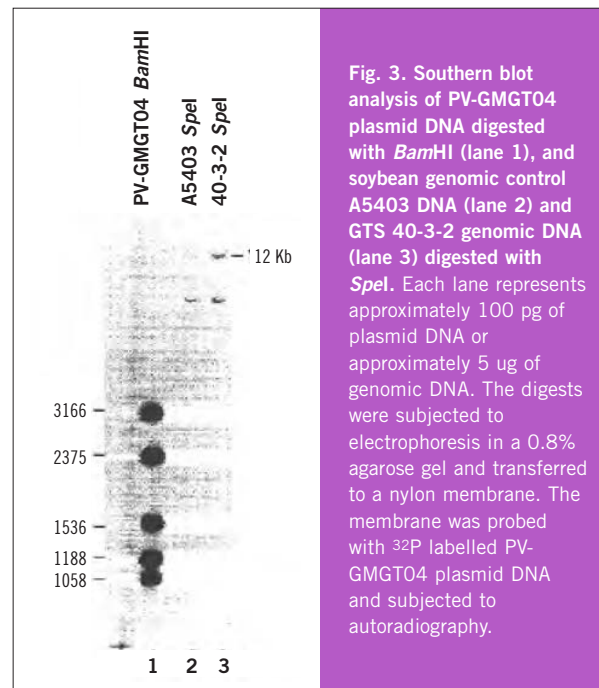 PV-GMGT04 BamHI
A5403 SpeI
40-3-2 SpeI
12 Kb
3166
2375
1536
1188
1058
1 2 3
Fig. 3. Southern blot
analysis of PV-GMGT04
plasmid DNA digested
with BamHI (lane 1), and
soybean genomic control
A5403 DNA (lane 2) and
GTS 40-3-2 genomic DNA
(lane 3) digested with
SpeI. Each lane represents
approximately 100 pg of
plasmid DNA or
approximately 5 ug of
genomic DNA. The digests
were subjected to
electrophoresis in a 0.8%
agarose gel and transferred
to a nylon membrane. The
membrane was probed
with ³²P labelled PV-
GMGT04 plasmid DNA
and subjected to
autoradiography.